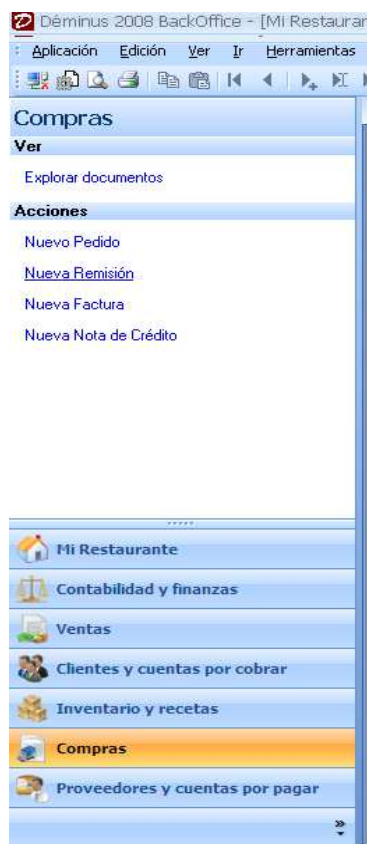 Déminus 2008 BackOffice - [Mi Restaurar
Aplicación Edición Ver Ir Herramientas
Compras
Ver
Explorar documentos
Acciones
Nuevo Pedido
Nueva Remisión
Nueva Factura
Nueva Nota de Crédito
Mi Restaurante
Contabilidad y finanzas
Ventas
Clientes y cuentas por cobrar
Inventario y recetas
Compras
Proveedores y cuentas por pagar